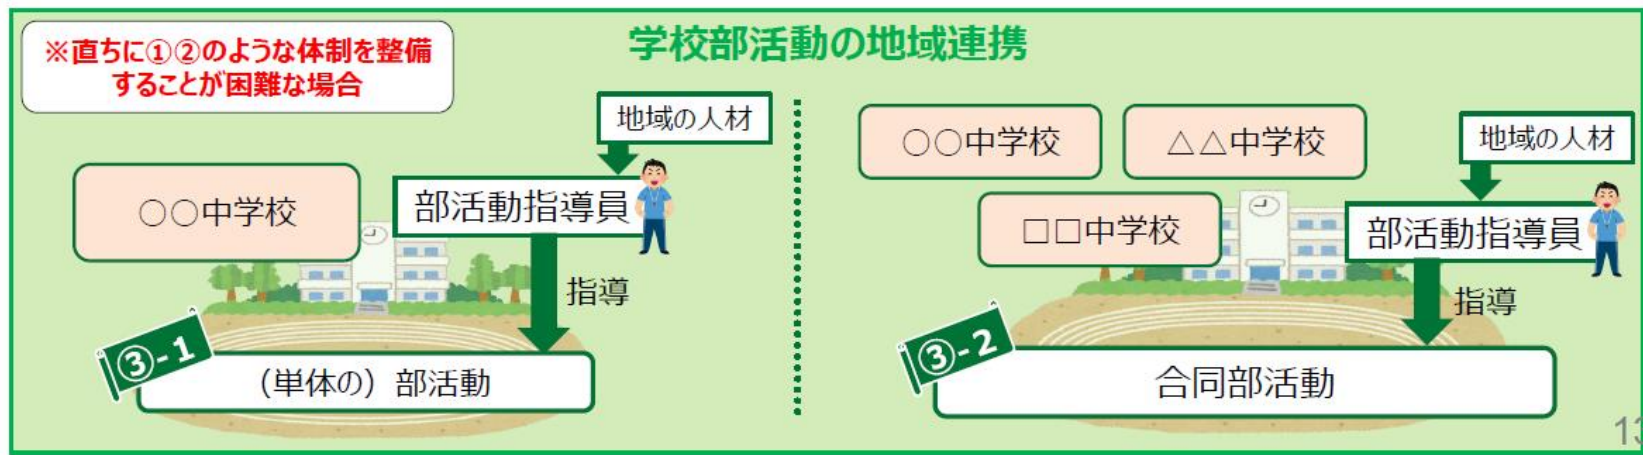 学校部活動の地域連携
※直ちに①②のような体制を整備
することが困難な場合
地域の人材
○○中学校
部活動指導員
指導
③-1
（単体の）部活動
○○中学校
△△中学校
□□中学校
地域の人材
部活動指導員
指導
③-2
合同部活動